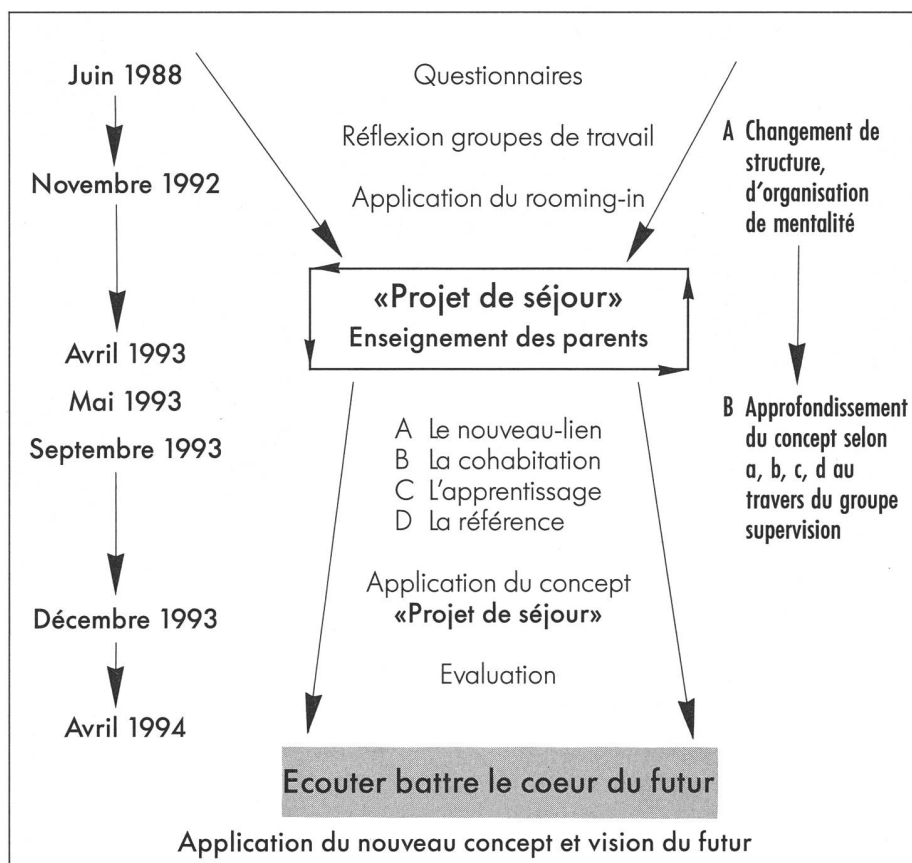 Juin 1988
Novembre 1992
Avril 1993
Mai 1993
Septembre 1993
Décembre 1993
Avril 1994
Questionnaires
Réflexion groupes de travail
Application du rooming-in
«Projet de séjour»
Enseignement des parents
A Le nouveau-lien
B La cohabitation
C L'apprentissage
D La référence
Application du concept
«Projet de séjour»
Evaluation
Ecouter battre le coeur du futur
Application du nouveau concept et vision du futur
A Changement de
structure,
d'organisation
de mentalité
B Approfondissement
du concept selon
a, b, c, d au
travers du groupe
supervision